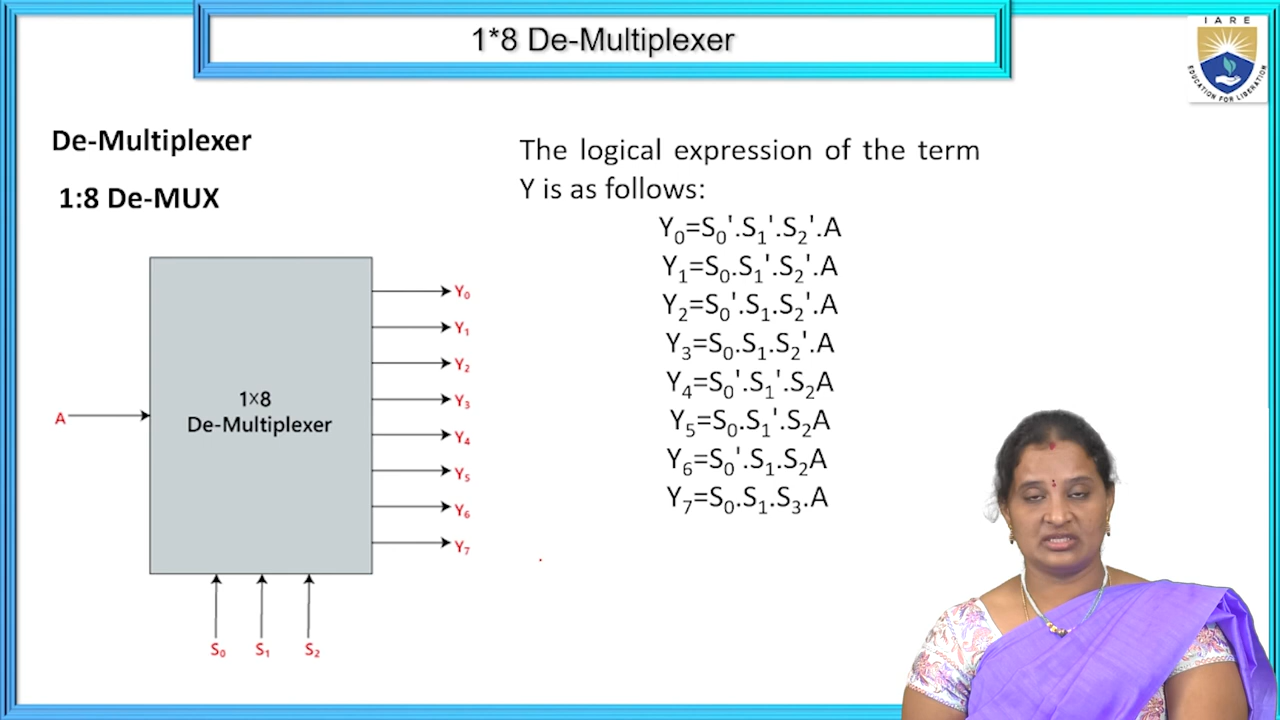 1*8 De-Multiplexer
IARE
EDUCATION FOR LIBERATION
De-Multiplexer
1:8 De-MUX
A
1×8
De-Multiplexer
Y₀
Y₁
Y₂
Y₃
Y₄
Y₅
Y₆
Y₇
S₀ S₁ S₂
The logical expression of the term
Y is as follows:
Y₀=S₀'.S₁'.S₂'.A
Y₁=S₀.S₁'.S₂'.A
Y₂=S₀'.S₁.S₂'.A
Y₃=S₀.S₁.S₂'.A
Y₄=S₀'.S₁'.S₂A
Y₅=S₀.S₁'.S₂A
Y₆=S₀'.S₁.S₂A
Y₇=S₀.S₁.S₃.A